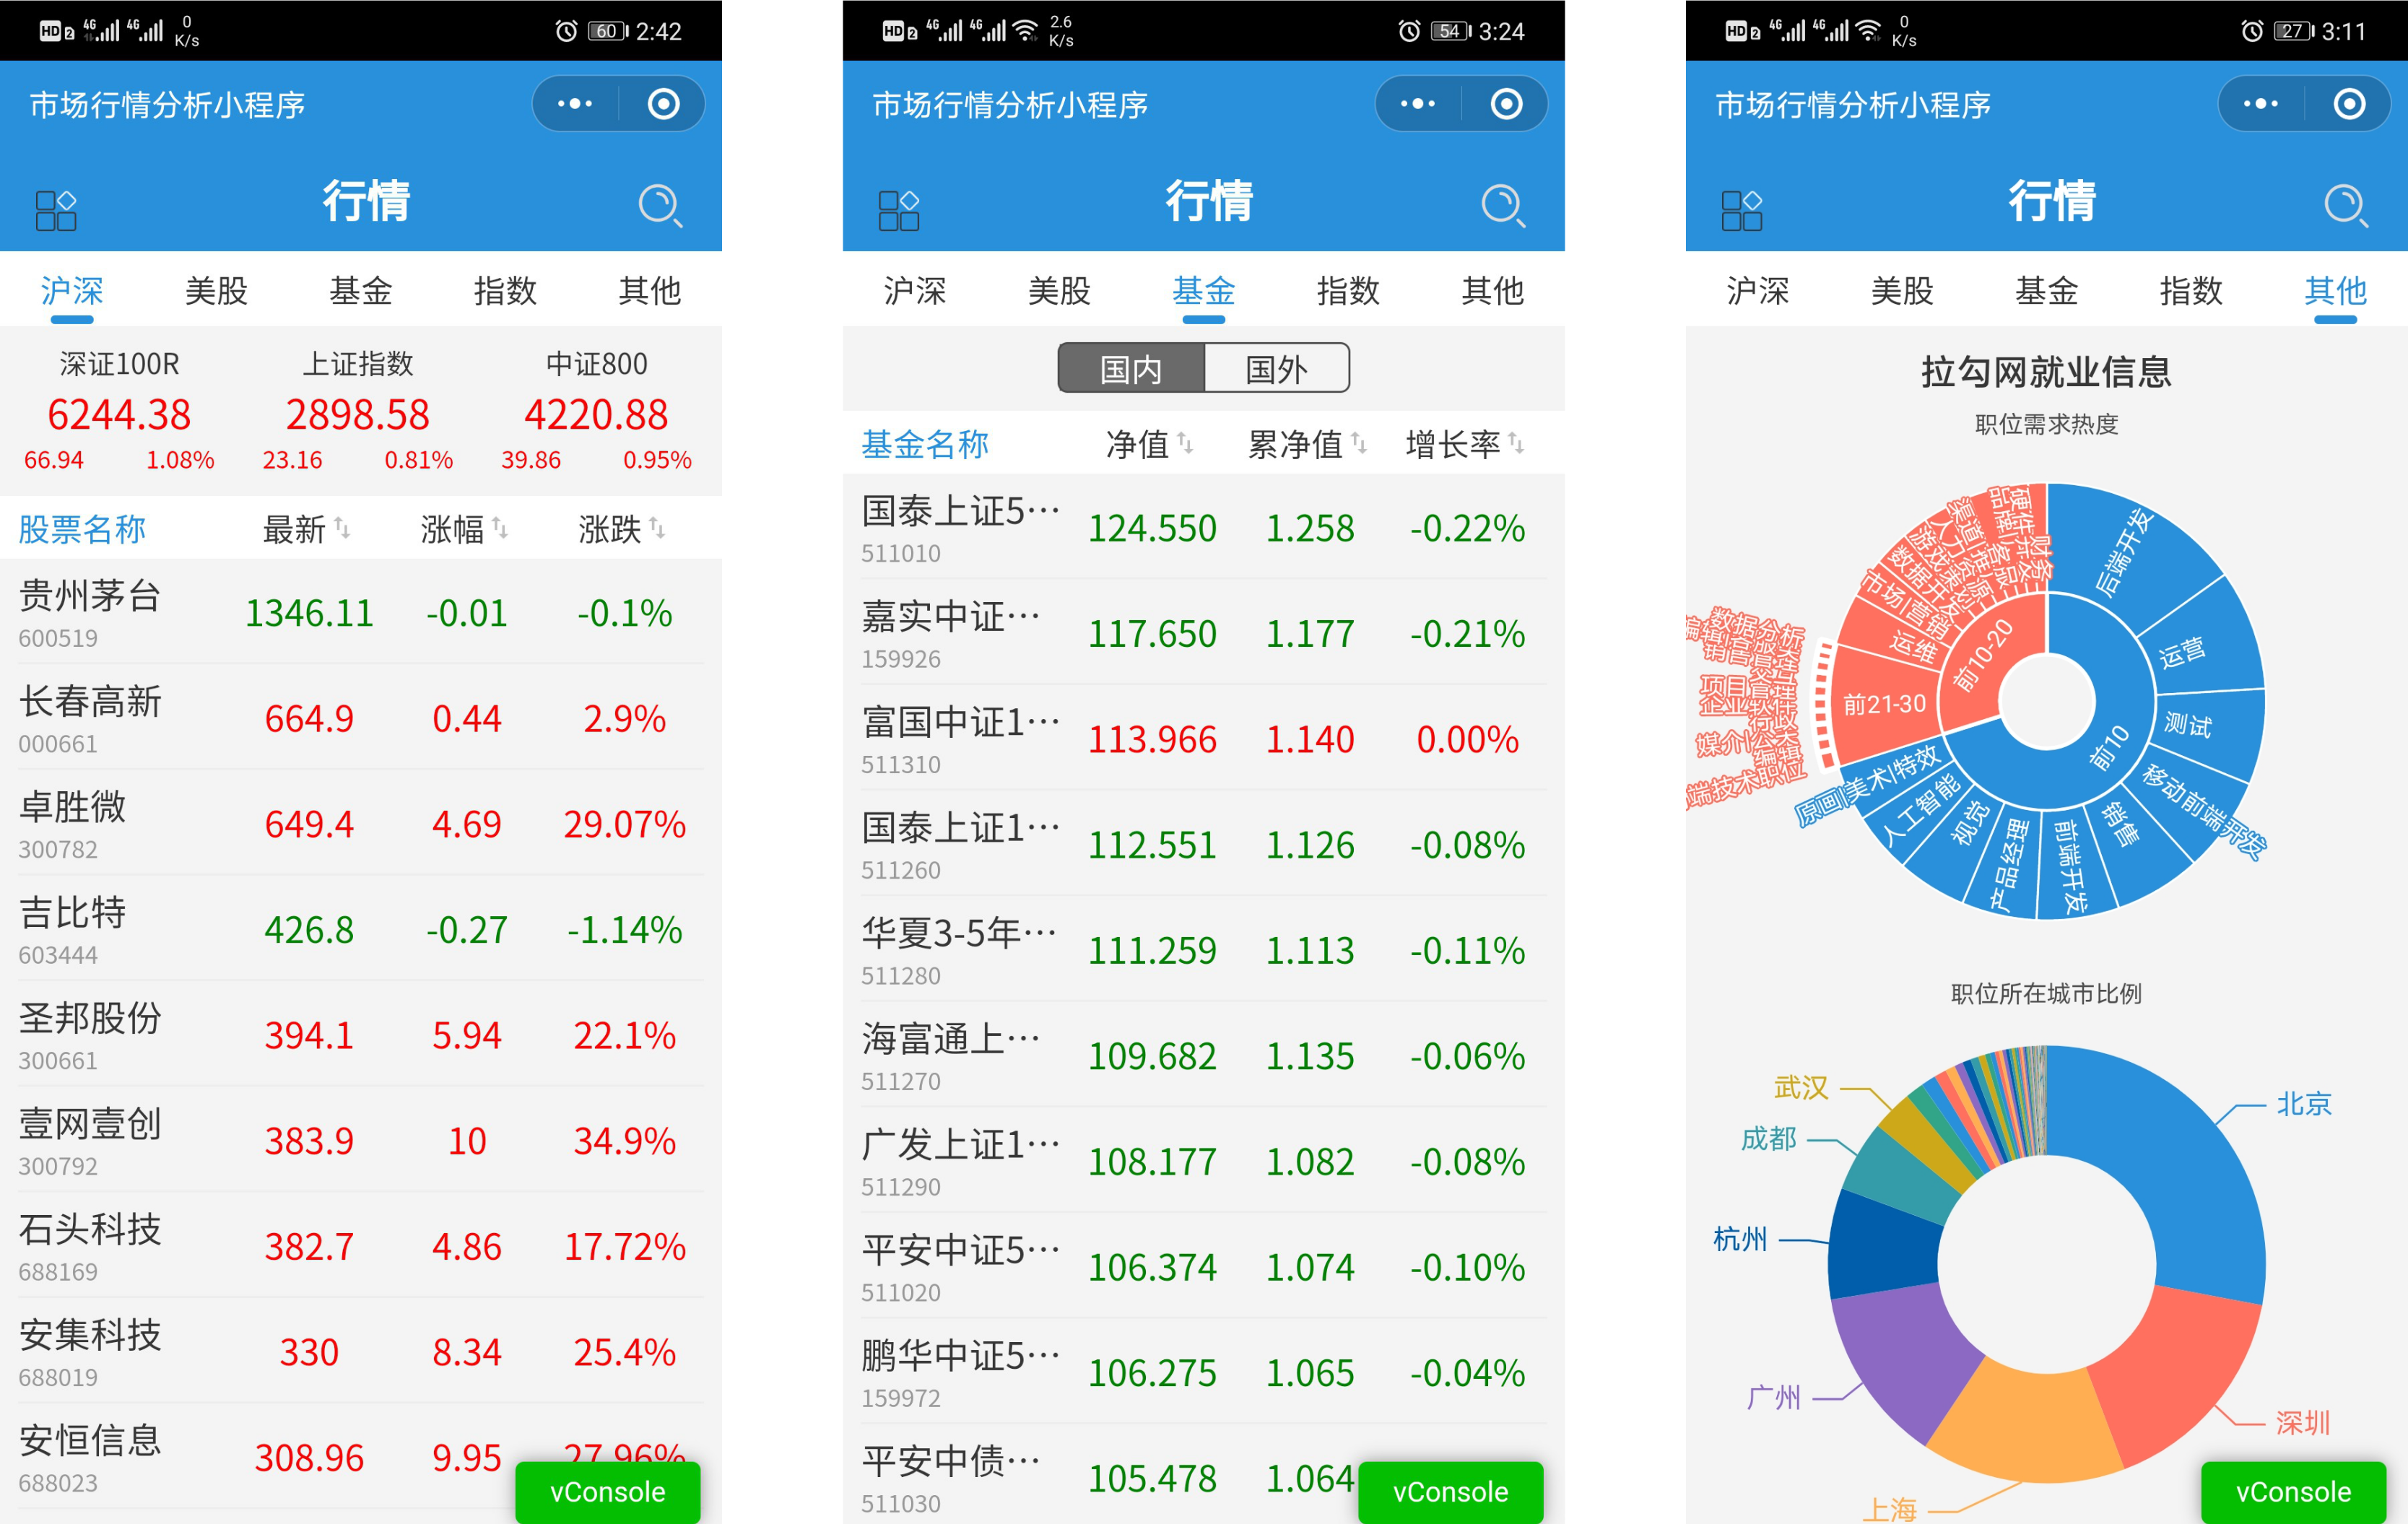 HD 2 4G 4G 0 K/s 60 2:42
市场行情分析小程序
行情
沪深 美股 基金 指数 其他
深证100R 上证指数 中证800
6244.38 2898.58 4220.88
66.94 1.08% 23.16 0.81% 39.86 0.95%
股票名称 最新 涨幅 涨跌
贵州茅台 1346.11 -0.01 -0.1%
600519
长春高新 664.9 0.44 2.9%
000661
卓胜微 649.4 4.69 29.07%
300782
吉比特 426.8 -0.27 -1.14%
603444
圣邦股份 394.1 5.94 22.1%
300661
壹网壹创 383.9 10 34.9%
300792
石头科技 382.7 4.86 17.72%
688169
安集科技 330 8.34 25.4%
688019
安恒信息 308.96 9.95 27.96%
688023
vConsole
HD 2 4G 4G 2.6 K/s 54 3:24
市场行情分析小程序
行情
沪深 美股 基金 指数 其他
国内 国外
基金名称 净值 累净值 增长率
国泰上证5… 124.550 1.258 -0.22%
511010
嘉实中证… 117.650 1.177 -0.21%
159926
富国中证1… 113.966 1.140 0.00%
511310
国泰上证1… 112.551 1.126 -0.08%
511260
华夏3-5年… 111.259 1.113 -0.11%
511280
海富通上… 109.682 1.135 -0.06%
511270
广发上证1… 108.177 1.082 -0.08%
511290
平安中证5… 106.374 1.074 -0.10%
511020
鹏华中证5… 106.275 1.065 -0.04%
159972
平安中债… 105.478 1.064
511030
vConsole
HD 2 4G 4G 0 K/s 27 3:11
市场行情分析小程序
行情
沪深 美股 基金 指数 其他
拉勾网就业信息
职位需求热度
后端开发
运营
测试
移动前端开发
销售
前端开发
产品经理
视觉
人工智能
原画|美术|特效
前10
前21-30
前10-20
运维
市场|营销
数据开发
游戏策划
人力资源
财务
数据分析
项目管理
企业软件
行政
编辑
端技术职位
职位所在城市比例
北京
深圳
上海
广州
杭州
成都
武汉
vConsole